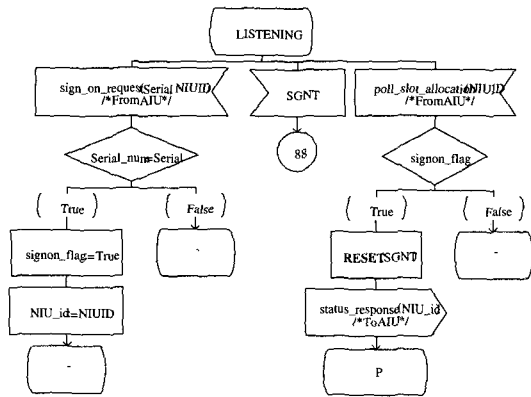 LISTENING
sign_on_request(Serial,NIUID)
/*FromAIU*/
SGNT
poll_slot_allocation(NIUID)
/*FromAIU*/
Serial_num=Serial
88
signon_flag
( True )
( False )
( True )
( False )
signon_flag=True
-
RESET(SGNT)
-
NIU_id:=NIUID
status_response(NIU_id)
/*ToAIU*/
-
P